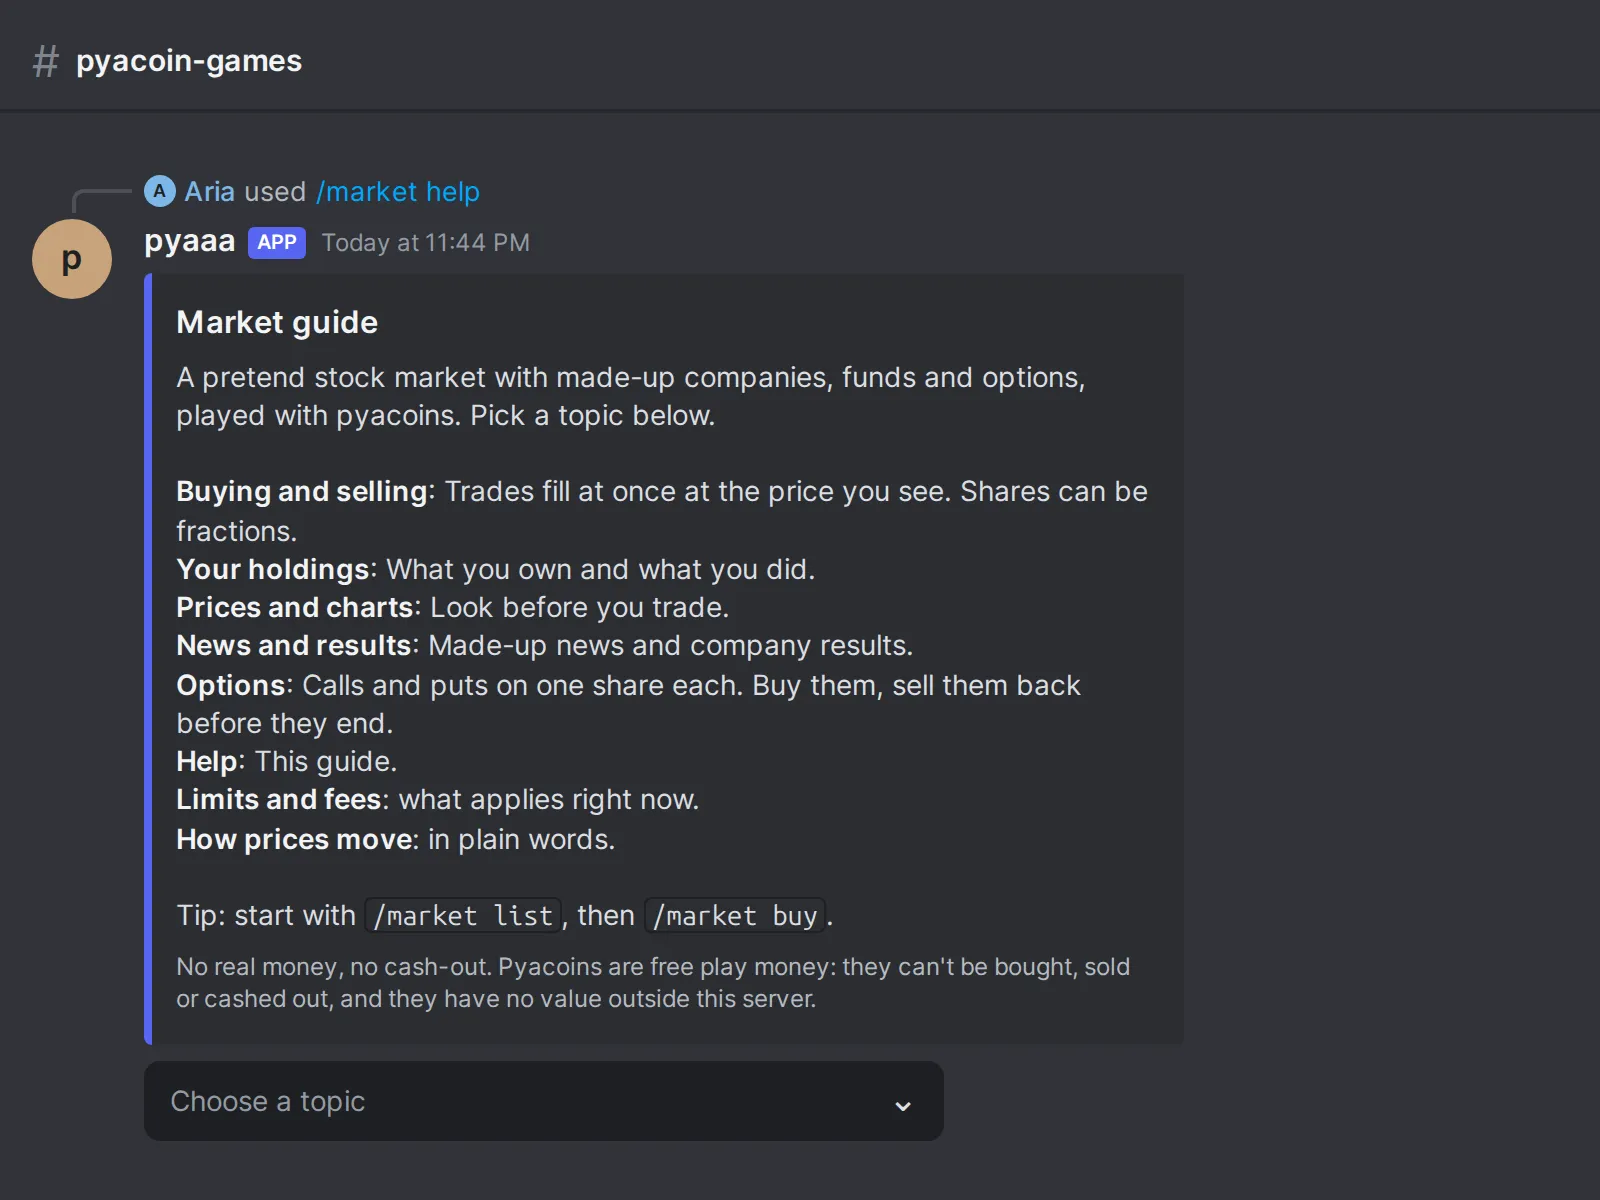 # pyacoin-games
A Aria used /market help
p
pyaaa APP Today at 11:44 PM
Market guide
A pretend stock market with made-up companies, funds and options,
played with pyacoins. Pick a topic below.
Buying and selling: Trades fill at once at the price you see. Shares can be
fractions.
Your holdings: What you own and what you did.
Prices and charts: Look before you trade.
News and results: Made-up news and company results.
Options: Calls and puts on one share each. Buy them, sell them back
before they end.
Help: This guide.
Limits and fees: what applies right now.
How prices move: in plain words.
Tip: start with /market list, then /market buy.
No real money, no cash-out. Pyacoins are free play money: they can't be bought, sold
or cashed out, and they have no value outside this server.
Choose a topic